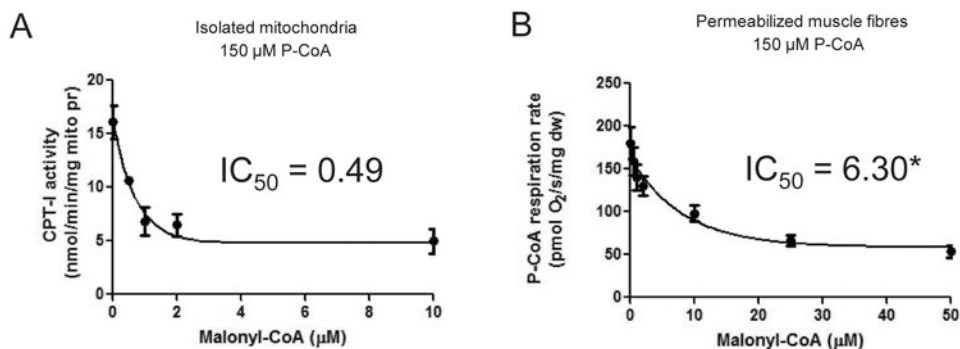 A
Isolated mitochondria
150 µM P-CoA
CPT-I activity
(nmol/min/mg mito pr)
20
15
10
5
0
IC50 = 0.49
0
2
4
6
8
10
Malonyl-CoA (µM)
B
Permeabilized muscle fibres
150 µM P-CoA
P-CoA respiration rate
(pmol O2/s/mg dw)
250
200
150
100
50
0
IC50 = 6.30*
0
10
20
30
40
50
Malonyl-CoA (µM)